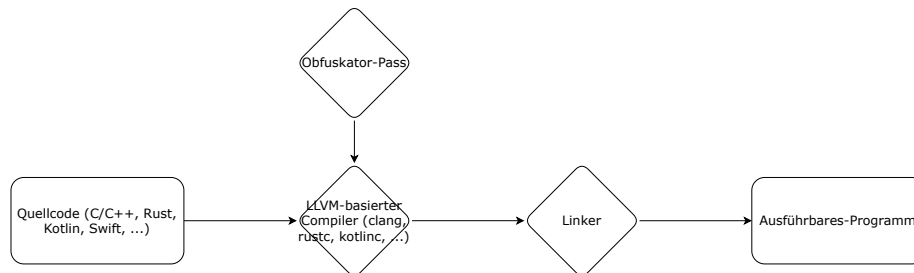 Obfuskator-Pass
Quellcode (C/C++, Rust,
Kotlin, Swift, ...)
LLVM-basierter
Compiler (clang,
rustc, kotlinc, ...)
Linker
Ausführbares-Programm